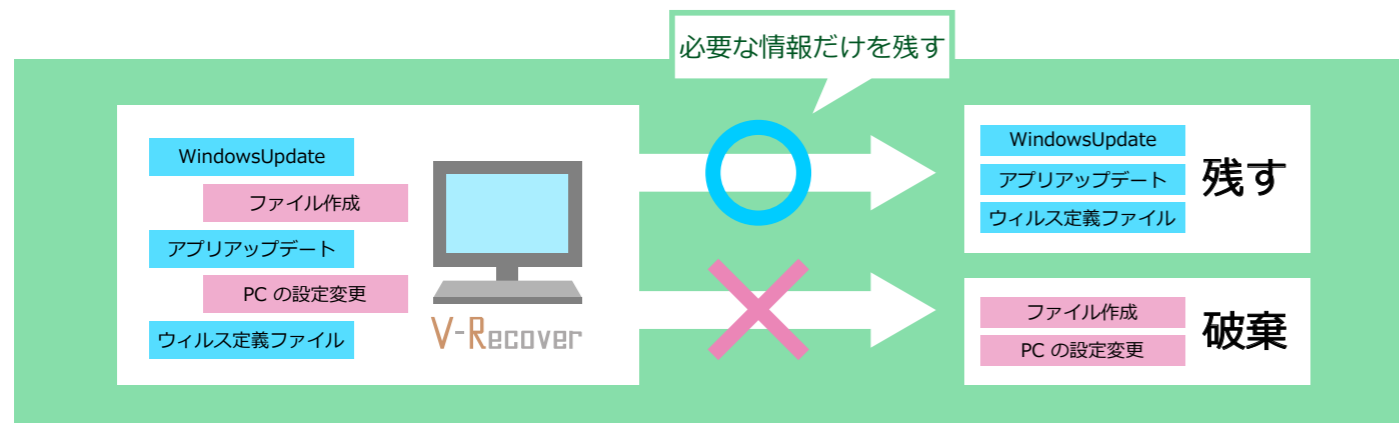 必要な情報だけを残す
WindowsUpdate
ファイル作成
アプリアップデート
PC の設定変更
ウィルス定義ファイル
V-Recover
WindowsUpdate
アプリアップデート
ウィルス定義ファイル
残す
ファイル作成
PC の設定変更
破棄